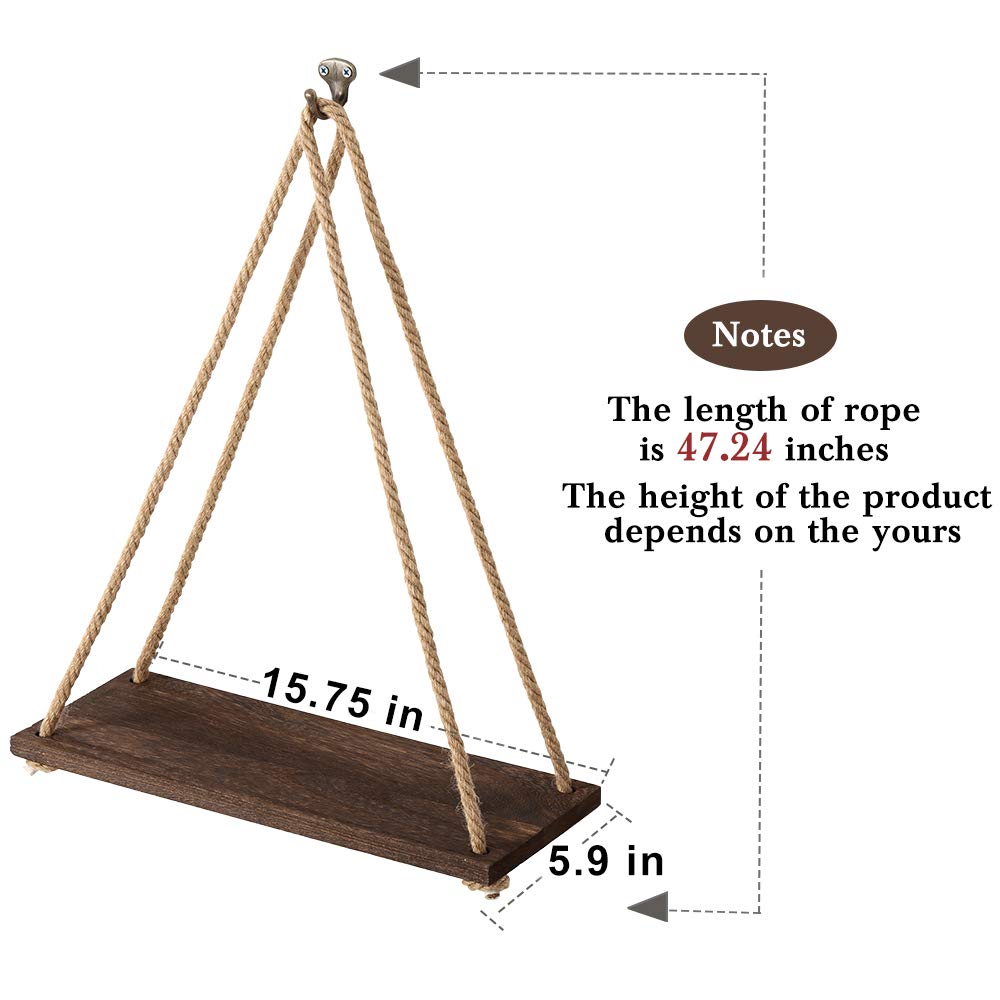 Notes
The length of rope
is 47.24 inches
The height of the product
depends on the yours
15.75 in
5.9 in